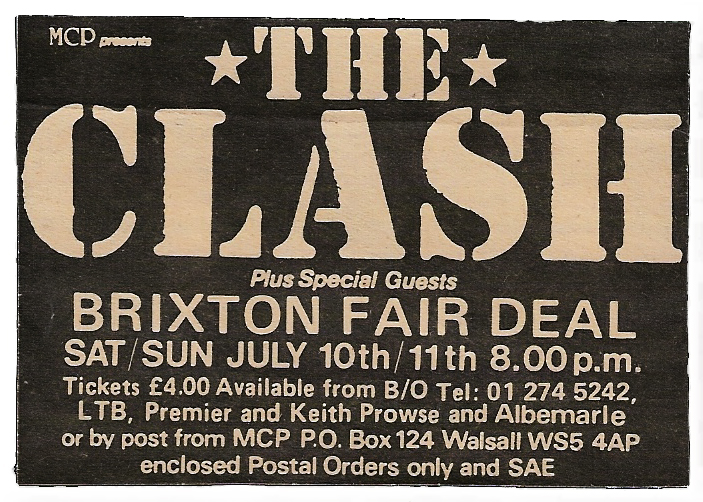 MCP presents
THE
CLASH
Plus Special Guests
BRIXTON FAIR DEAL
SAT/SUN JULY 10th/11th 8.00 p.m.
Tickets £4.00 Available from B/O Tel: 01 274 5242,
LTB, Premier and Keith Prowse and Albemarle
or by post from MCP P.O. Box 124 Walsall WS5 4AP
enclosed Postal Orders only and SAE